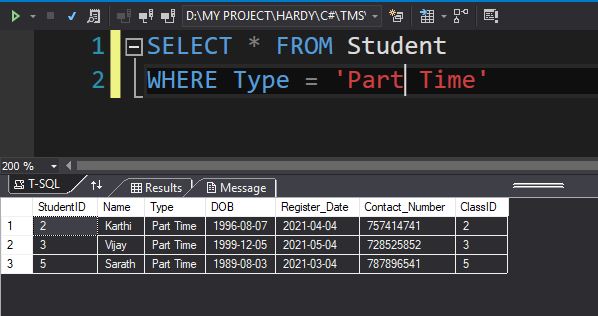 D:\MY PROJECT\HARDY\C#\TMS\
1 SELECT * FROM Student
2 WHERE Type = 'Part Time'
200 %
T-SQL Results Message
StudentID Name Type DOB Register_Date Contact_Number ClassID
1 2 Karthi Part Time 1996-08-07 2021-04-04 757414741 2
2 3 Vijay Part Time 1999-12-05 2021-05-04 728525852 3
3 5 Sarath Part Time 1989-08-03 2021-03-04 787896541 5